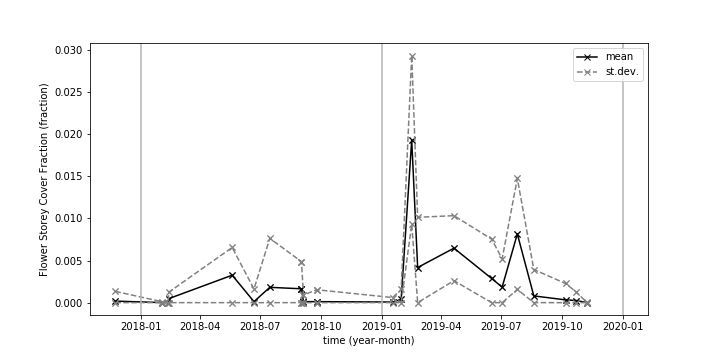 mean
st.dev.
0.030
0.025
0.020
0.015
0.010
0.005
0.000
Flower Storey Cover Fraction (fraction)
2018-01 2018-04 2018-07 2018-10 2019-01 2019-04 2019-07 2019-10 2020-01
time (year-month)